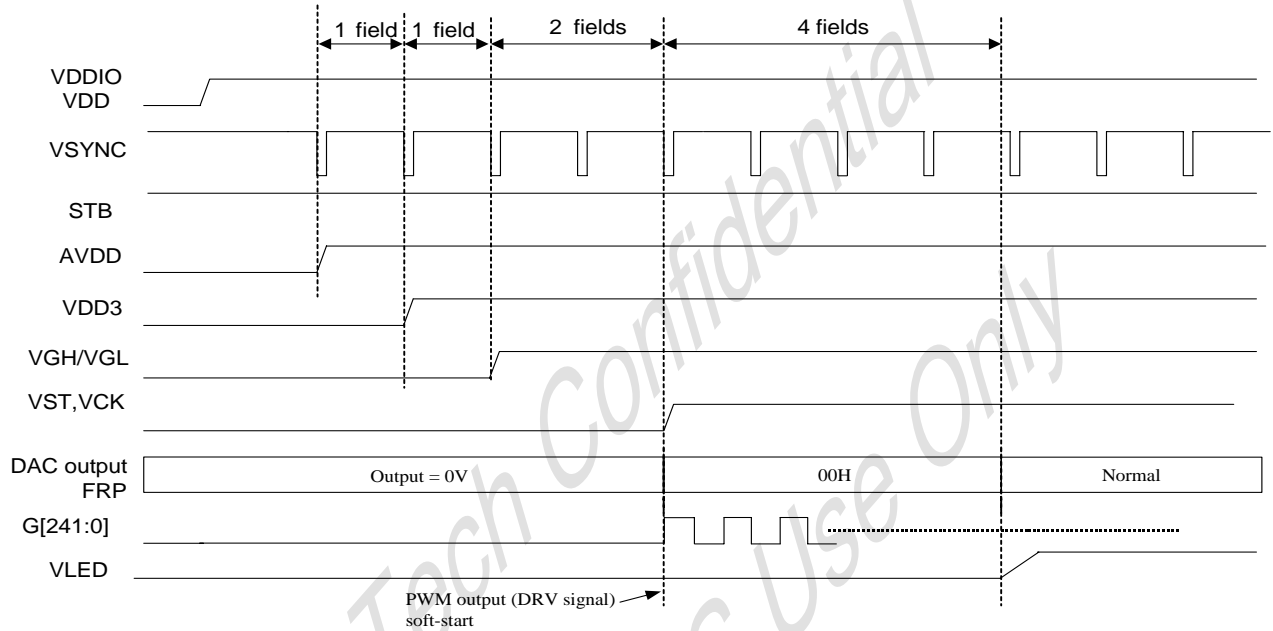 1 field 1 field 2 fields 4 fields
VDDIO
VDD
VSYNC
STB
AVDD
VDD3
VGH/VGL
VST,VCK
DAC output
FRP
Output = 0V 00H Normal
G[241:0]
VLED
PWM output (DRV signal)
soft-start
Tech Confidential
Use Only